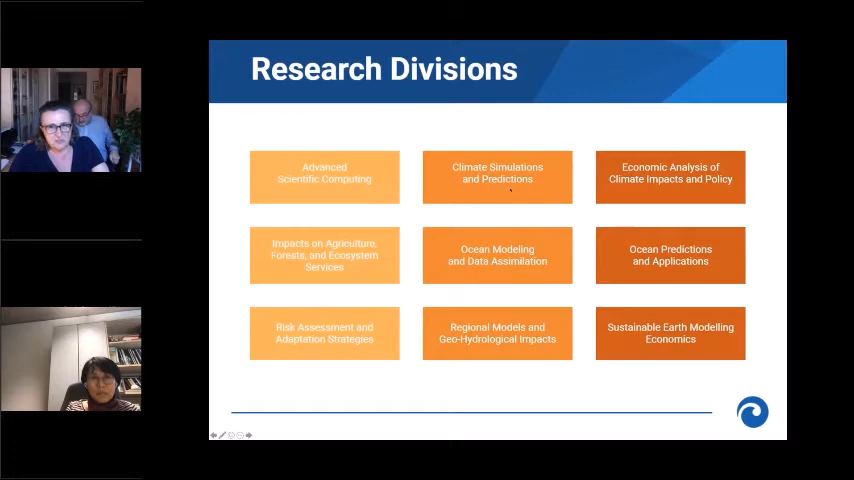 Research Divisions
Advanced
Scientific Computing
Climate Simulations
and Predictions
Economic Analysis of
Climate Impacts and Policy
Impacts on Agriculture,
Forests, and Ecosystem
Services
Ocean Modeling
and Data Assimilation
Ocean Predictions
and Applications
Risk Assessment and
Adaptation Strategies
Regional Models and
Geo-Hydrological Impacts
Sustainable Earth Modelling
Economics